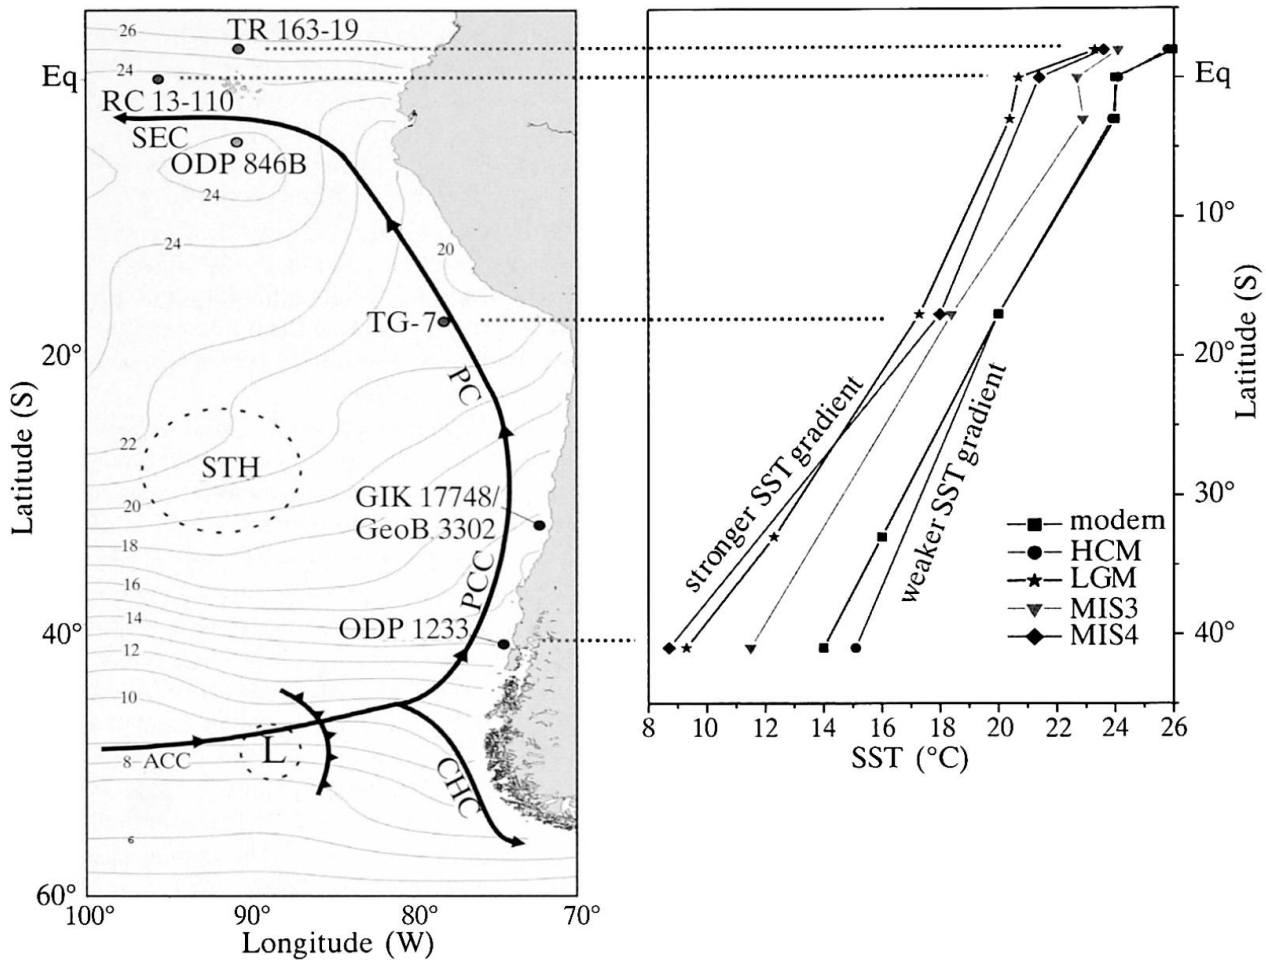 26
TR 163-19
24
Eq
RC 13-110
SEC
ODP 846B
24
24
20
TG-7
20°
PC
22
STH
GIK 17748/
GeoB 3302
20
18
PCC
16
14
ODP 1233
40°
12
10
L
8
ACC
CHC
6
60°
100°
90°
80°
70°
Longitude (W)
Latitude (S)
Eq
10°
20°
30°
40°
Latitude (S)
stronger SST gradient
weaker SST gradient
modern
HCM
LGM
MIS3
MIS4
8
10
12
14
16
18
20
22
24
26
SST (°C)